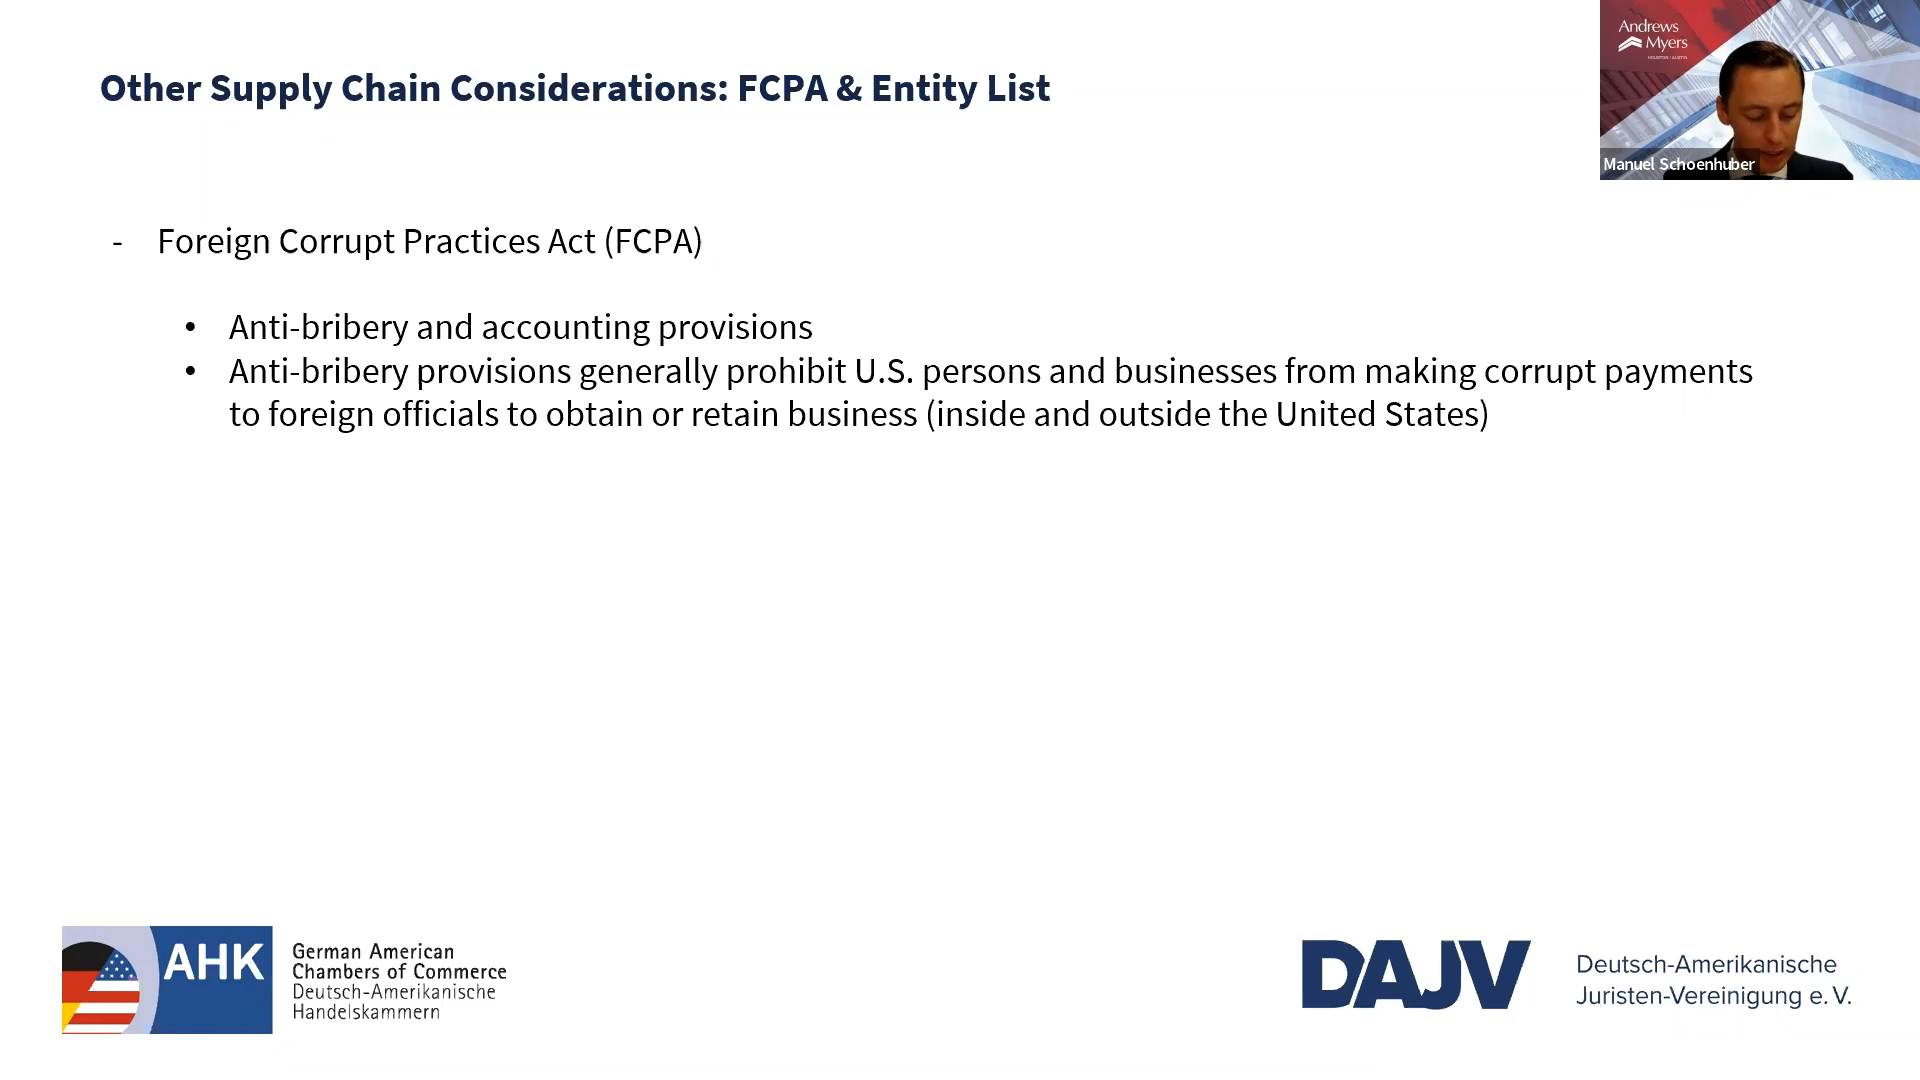 Other Supply Chain Considerations: FCPA & Entity List
Andrews
Myers
HOUSTON | AUSTIN
Manuel Schoenhuber
- Foreign Corrupt Practices Act (FCPA)
• Anti-bribery and accounting provisions
• Anti-bribery provisions generally prohibit U.S. persons and businesses from making corrupt payments
to foreign officials to obtain or retain business (inside and outside the United States)
AHK
German American
Chambers of Commerce
Deutsch-Amerikanische
Handelskammern
DAJV
Deutsch-Amerikanische
Juristen-Vereinigung e. V.